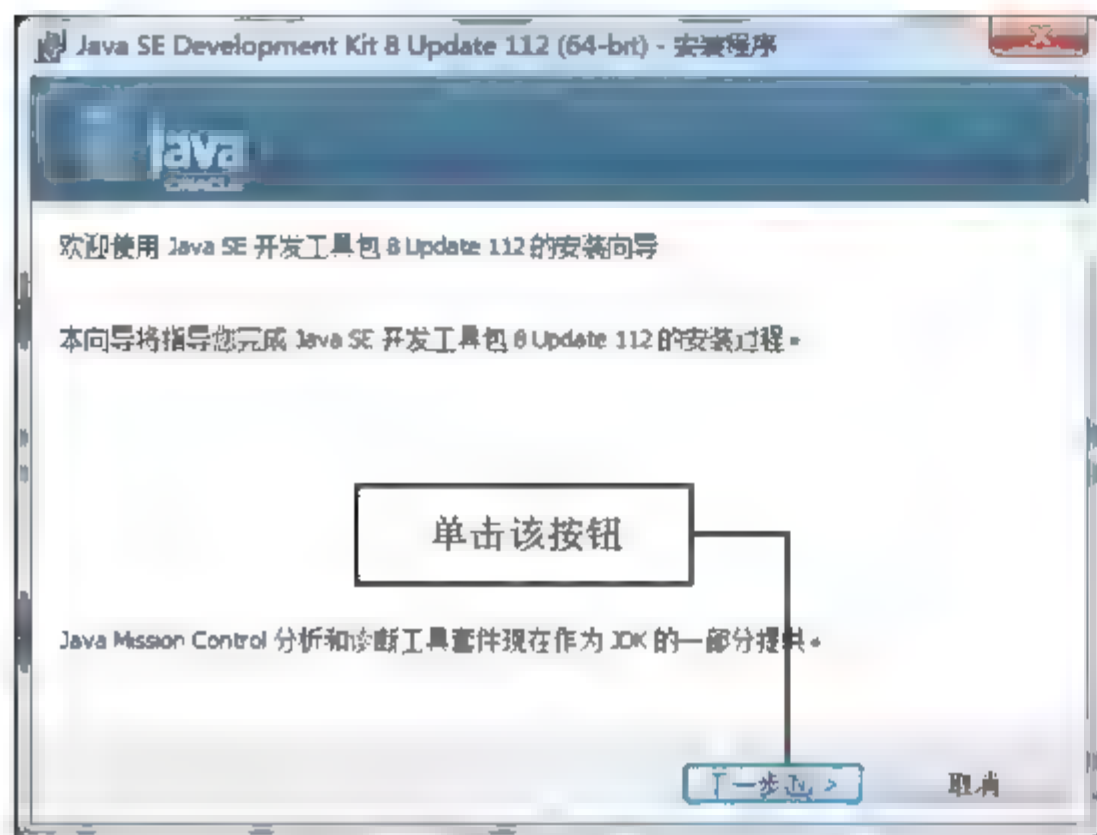 Java SE Development Kit 8 Update 112 (64-bit) - 安装程序
Java
欢迎使用 Java SE 开发工具包 8 Update 112 的安装向导
本向导将指导您完成 Java SE 开发工具包 8 Update 112 的安装过程。
单击该按钮
Java Mission Control 分析和诊断工具套件现在作为 JDK 的一部分提供。
下一步(N) >
取消